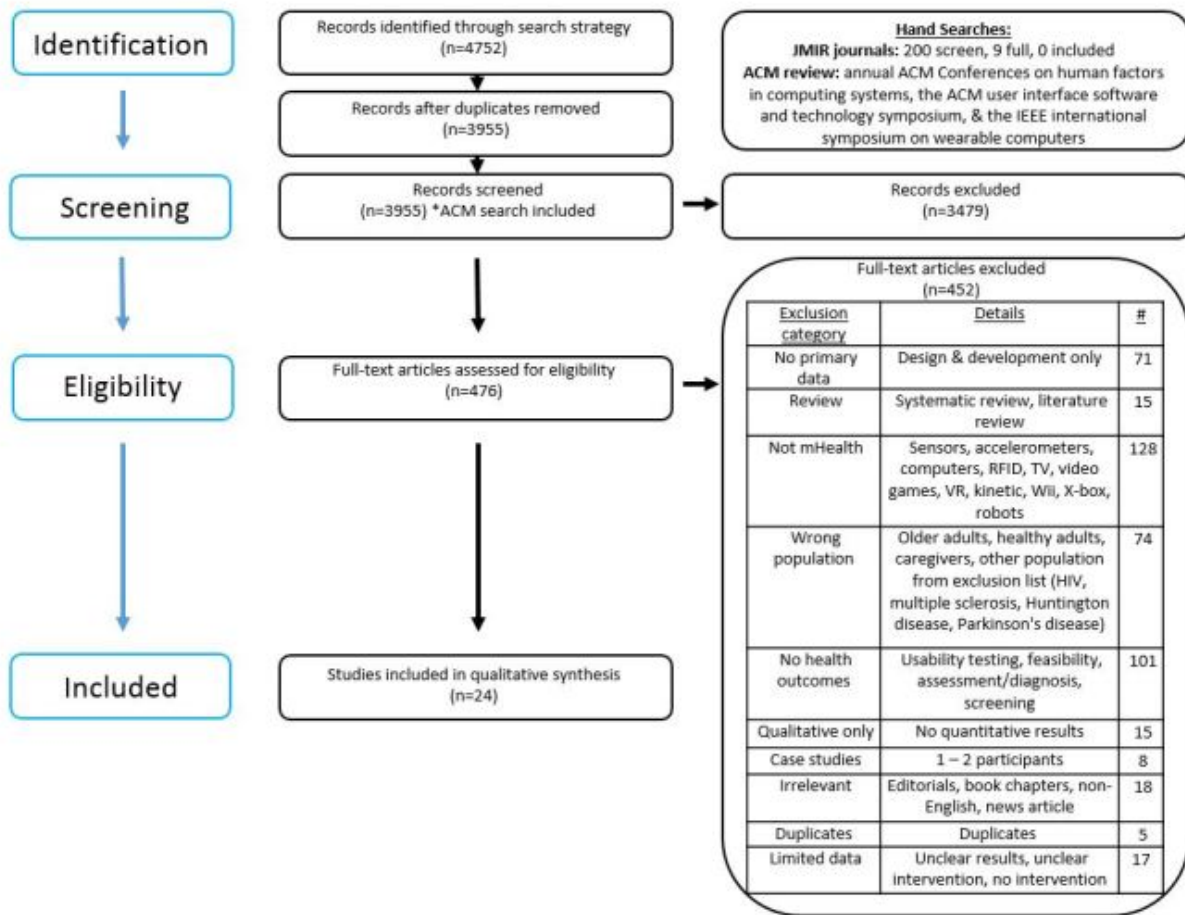 Identification
Records identified through search strategy
(n=4752)
Hand Searches:
JMIR journals: 200 screen, 9 full, 0 included
ACM review: annual ACM Conferences on human factors
in computing systems, the ACM user interface software
and technology symposium, & the IEEE international
symposium on wearable computers
Records after duplicates removed
(n=3955)
Screening
Records screened
(n=3955) *ACM search included
Records excluded
(n=3479)
Eligibility
Full-text articles assessed for eligibility
(n=476)
Full-text articles excluded
(n=452)
Exclusion category Details #
No primary data Design & development only 71
Review Systematic review, literature review 15
Not mHealth Sensors, accelerometers, computers, RFID, TV, video games, VR, kinetic, Wii, X-box, robots 128
Wrong population Older adults, healthy adults, caregivers, other population from exclusion list (HIV, multiple sclerosis, Huntington disease, Parkinson's disease) 74
No health outcomes Usability testing, feasibility, assessment/diagnosis, screening 101
Qualitative only No quantitative results 15
Case studies 1 – 2 participants 8
Irrelevant Editorials, book chapters, non-English, news article 18
Duplicates Duplicates 5
Limited data Unclear results, unclear intervention, no intervention 17
Included
Studies included in qualitative synthesis
(n=24)